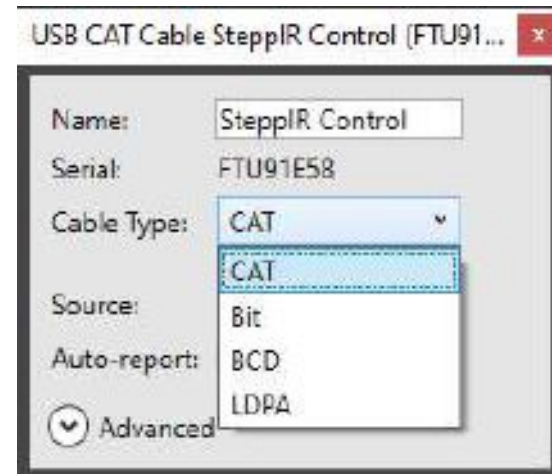 USB CAT Cable SteppIR Control (FTU91...
Name: SteppIR Control
Serial: FTU91E58
Cable Type: CAT
CAT
Source:
Bit
Auto-report: BCD
LDPA
Advanced